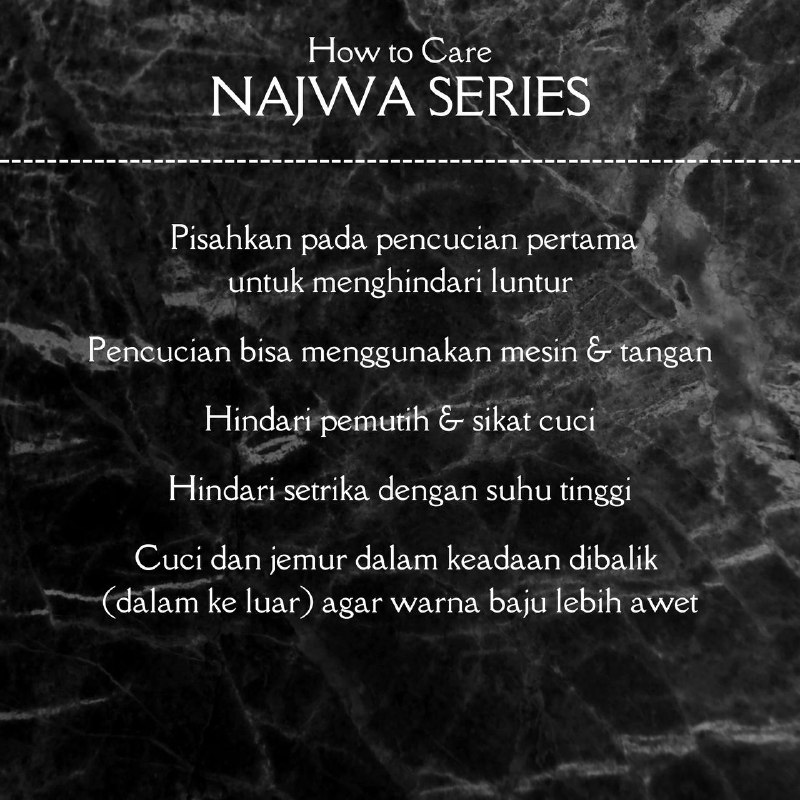 How to Care
NAJWA SERIES
Pisahkan pada pencucian pertama
untuk menghindari luntur
Pencucian bisa menggunakan mesin & tangan
Hindari pemutih & sikat cuci
Hindari setrika dengan suhu tinggi
Cuci dan jemur dalam keadaan dibalik
(dalam ke luar) agar warna baju lebih awet